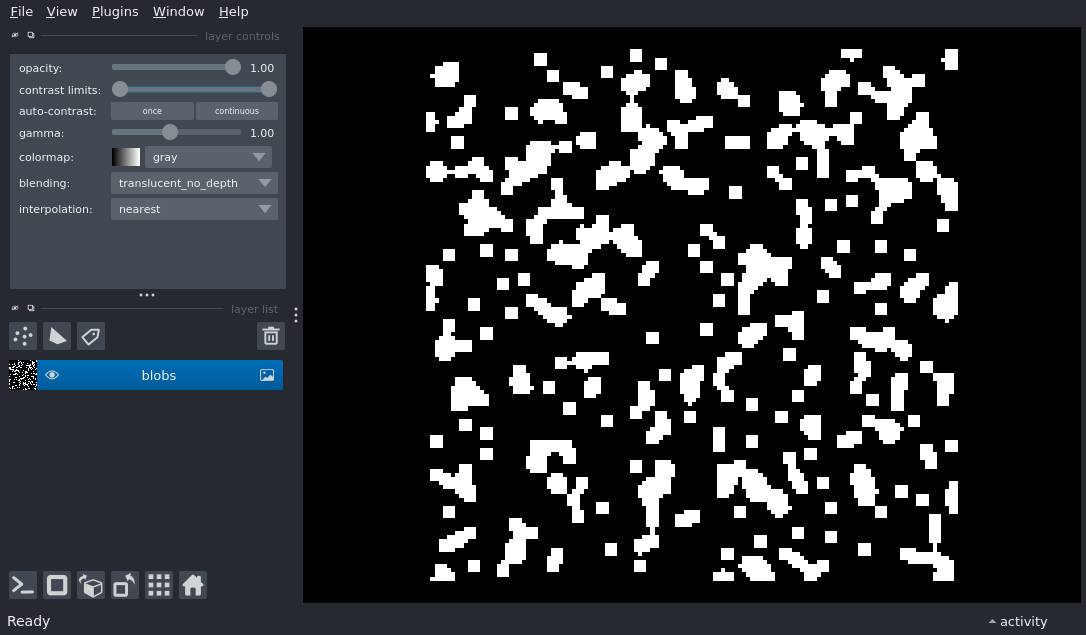 File View Plugins Window Help
layer controls
opacity: 1.00
contrast limits:
auto-contrast: once continuous
gamma: 1.00
colormap: gray
blending: translucent_no_depth
interpolation: nearest
layer list
blobs
Ready
activity